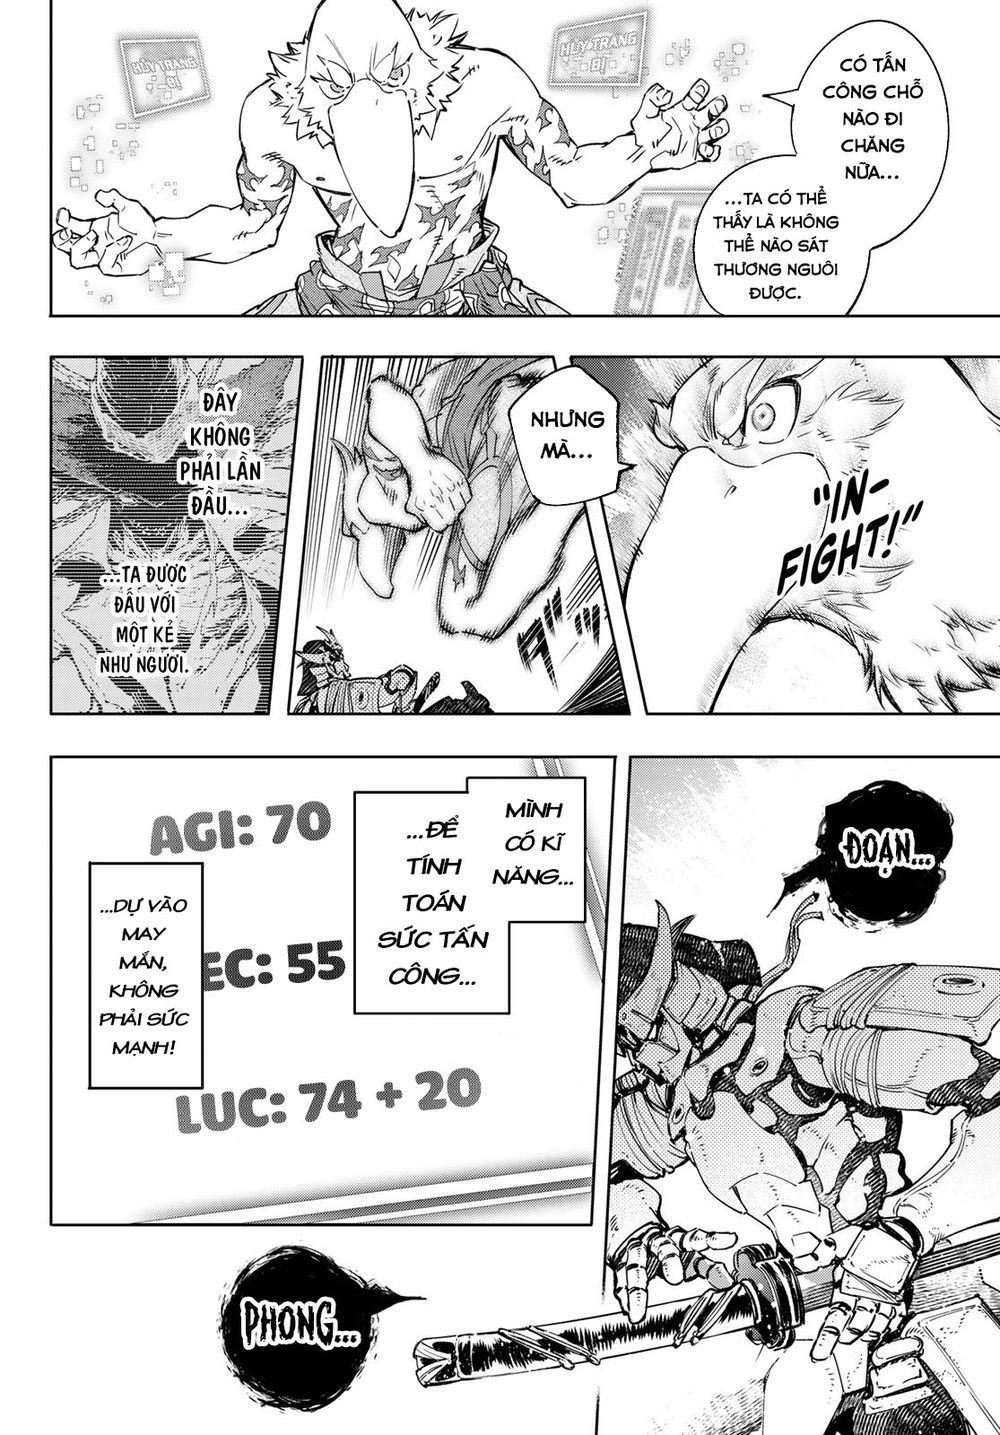 HỦY TRANG
BỊ
HỦY TRANG
BỊ
CÓ TẤN
CÔNG CHỖ
NÀO ĐI
CHĂNG
NỮA...
...TA CÓ THỂ
THẤY LÀ KHÔNG
THỂ NÀO SÁT
THƯƠNG NGUÔI
ĐƯỢC.
"IN-
FIGHT!"
NHƯNG
MÀ...
ĐÂY
KHÔNG
PHẢI LẦN
ĐẦU...
...TA ĐƯỢC
ĐẤU VỚI
MỘT KẺ
NHƯ NGƯƠI.
ĐOẠN...
MÌNH
CÓ KĨ
NĂNG...
...ĐỂ
TÍNH
TOÁN
SỨC TẤN
CÔNG...
...DỰ VÀO
MAY
MẮN,
KHÔNG
PHẢI SỨC
MẠNH!
AGI: 70
EC: 55
LUC: 74 + 20
PHONG...